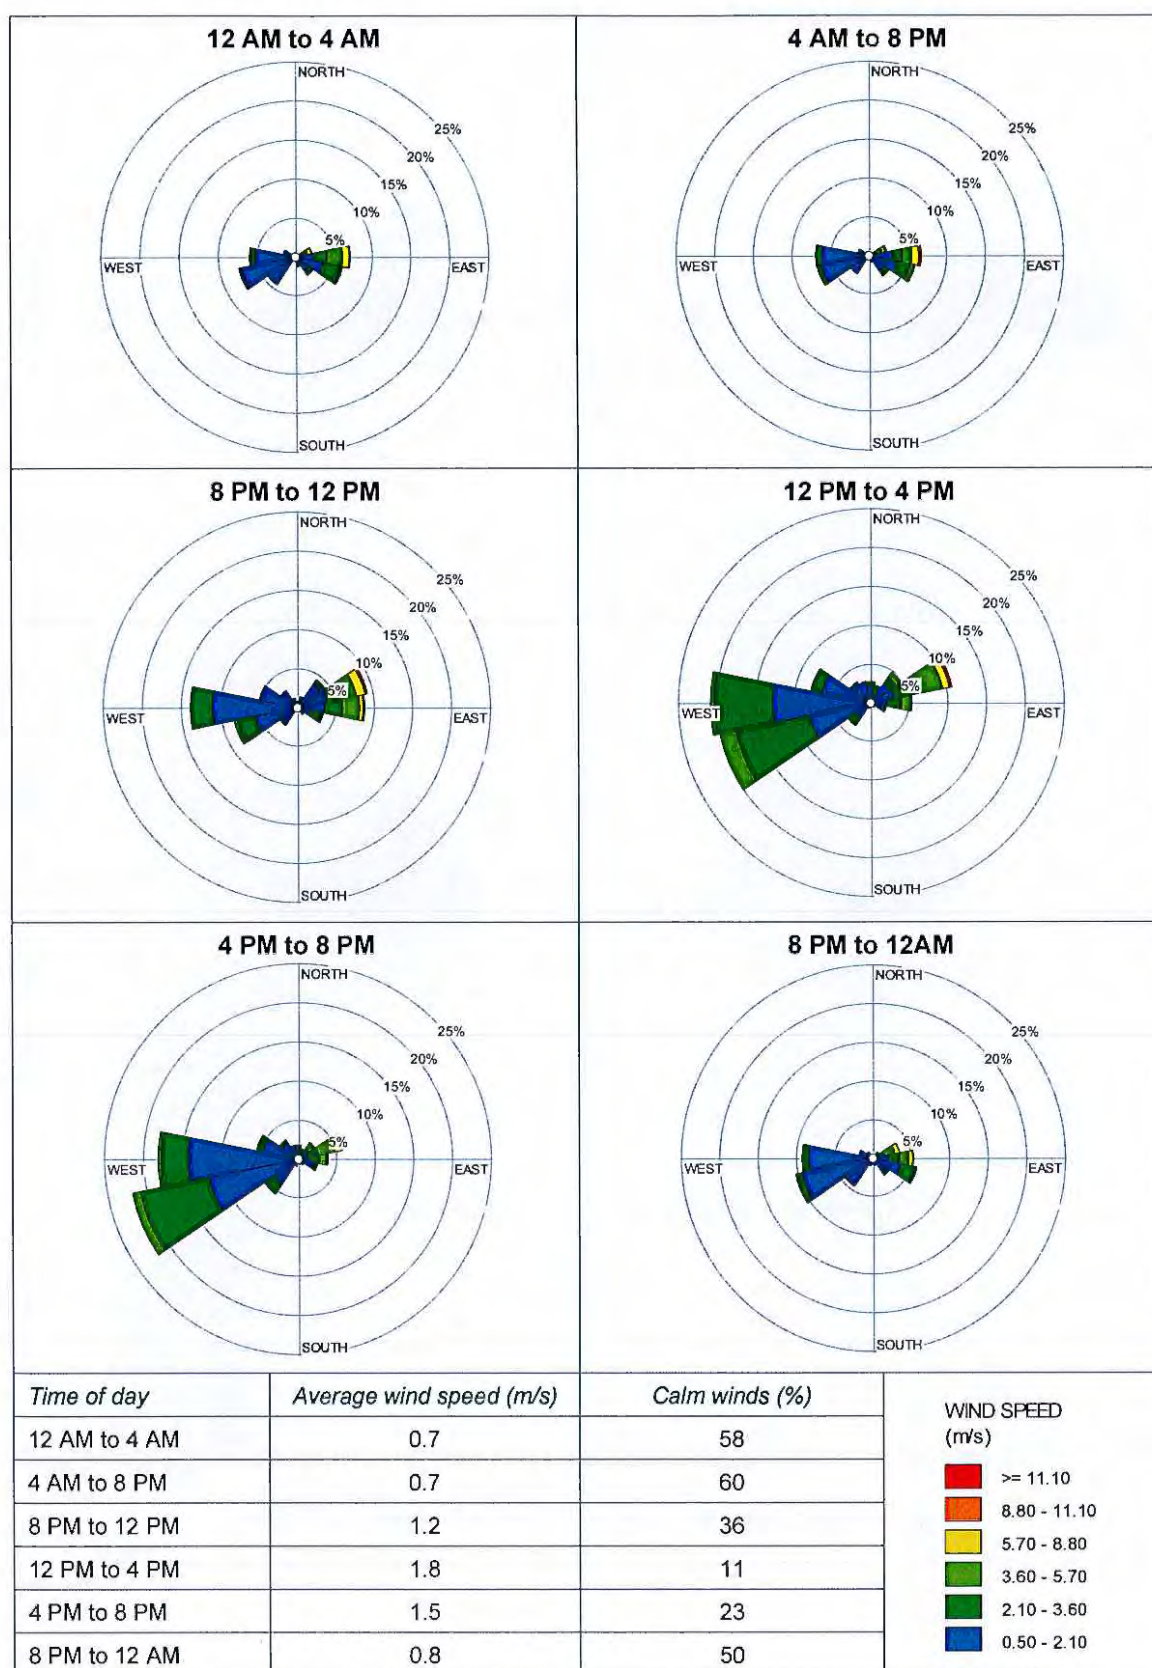 12 AM to 4 AM
NORTH
25%
20%
15%
10%
5%
WEST
EAST
SOUTH
4 AM to 8 PM
NORTH
25%
20%
15%
10%
5%
WEST
EAST
SOUTH
8 PM to 12 PM
NORTH
25%
20%
15%
10%
5%
WEST
EAST
SOUTH
12 PM to 4 PM
NORTH
25%
20%
15%
10%
5%
WEST
EAST
SOUTH
4 PM to 8 PM
NORTH
25%
20%
15%
10%
5%
WEST
EAST
SOUTH
8 PM to 12AM
NORTH
25%
20%
15%
10%
5%
WEST
EAST
SOUTH
Time of day Average wind speed (m/s) Calm winds (%)
12 AM to 4 AM 0.7 58
4 AM to 8 PM 0.7 60
8 PM to 12 PM 1.2 36
12 PM to 4 PM 1.8 11
4 PM to 8 PM 1.5 23
8 PM to 12 AM 0.8 50
WIND SPEED
(m/s)
>= 11.10
8.80 - 11.10
5.70 - 8.80
3.60 - 5.70
2.10 - 3.60
0.50 - 2.10